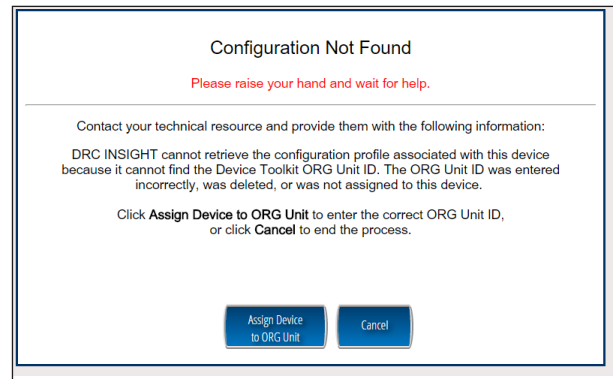 Configuration Not Found
Please raise your hand and wait for help.
Contact your technical resource and provide them with the following information:
DRC INSIGHT cannot retrieve the configuration profile associated with this device
because it cannot find the Device Toolkit ORG Unit ID. The ORG Unit ID was entered
incorrectly, was deleted, or was not assigned to this device.
Click Assign Device to ORG Unit to enter the correct ORG Unit ID,
or click Cancel to end the process.
Assign Device
to ORG Unit
Cancel